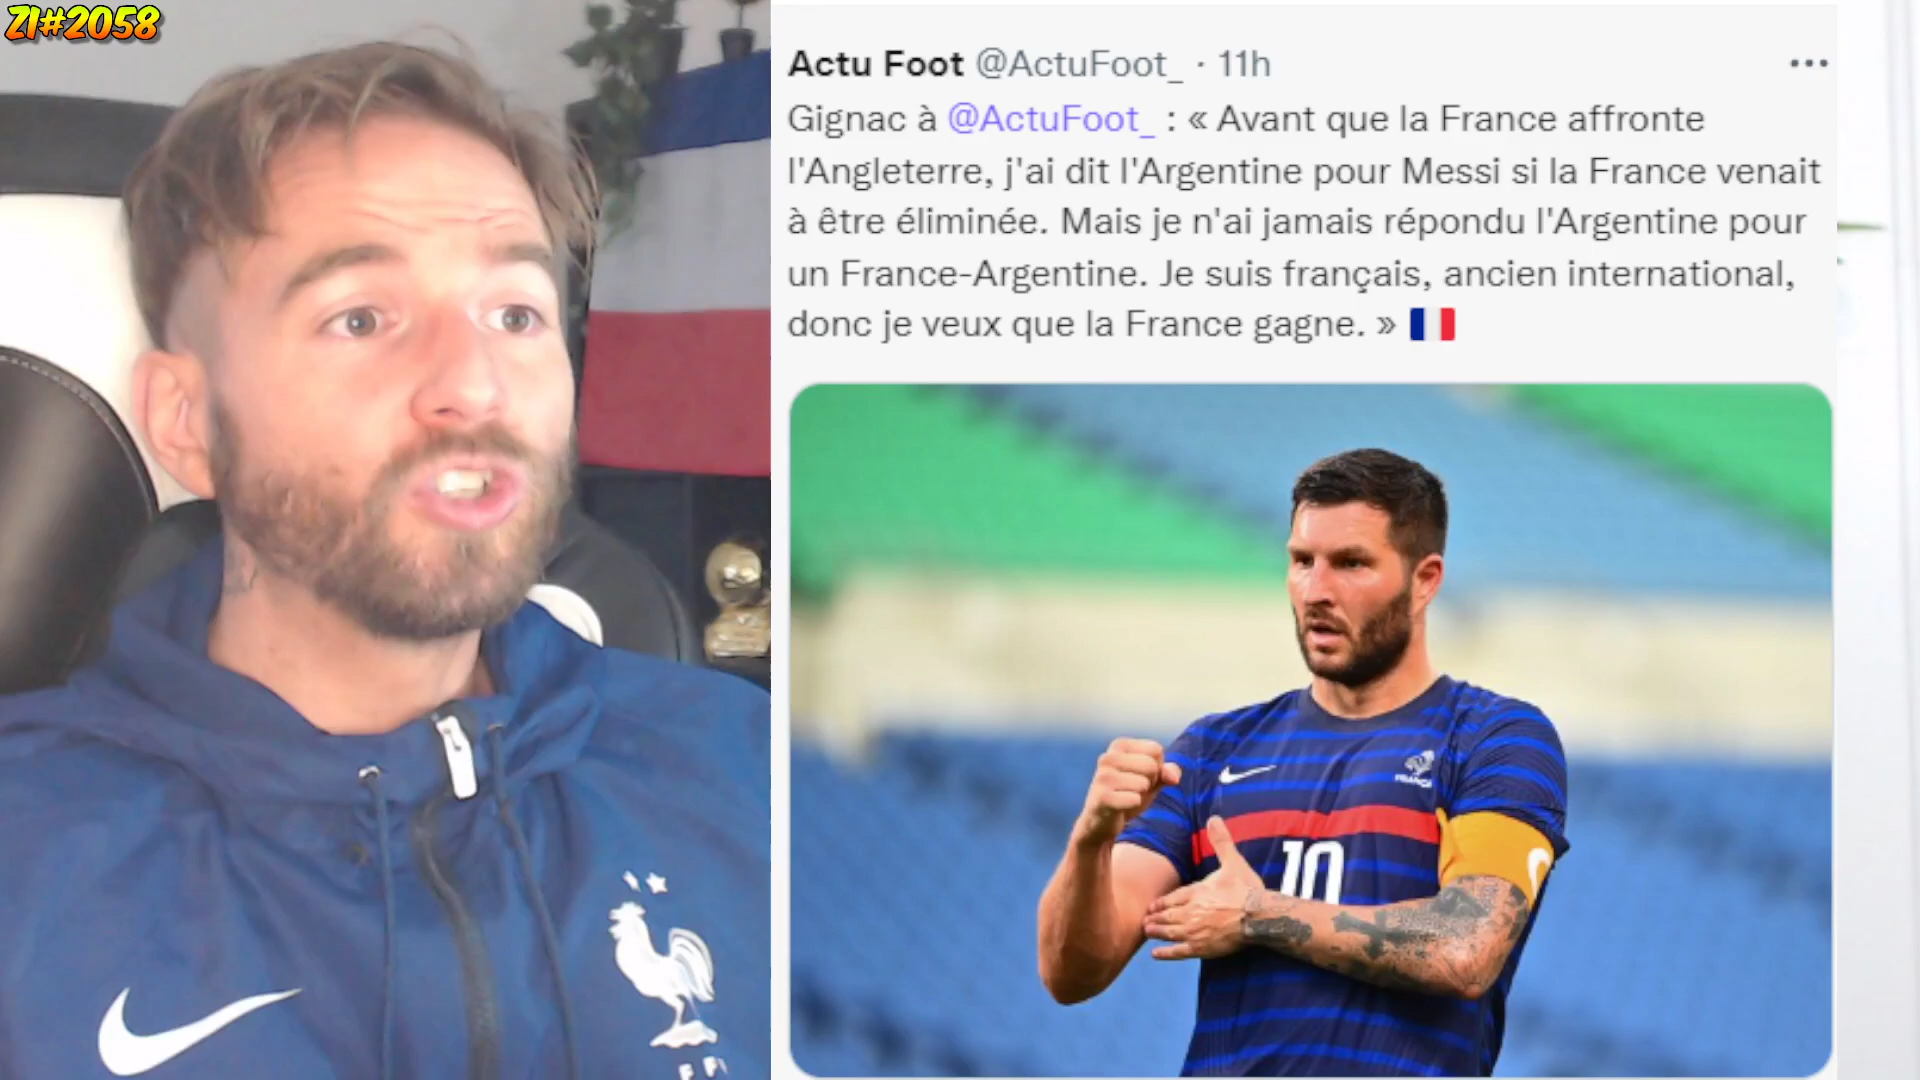 ZI#2058
Actu Foot @ActuFoot_ · 11h
Gignac à @ActuFoot_ : « Avant que la France affronte
l'Angleterre, j'ai dit l'Argentine pour Messi si la France venait
à être éliminée. Mais je n'ai jamais répondu l'Argentine pour
un France-Argentine. Je suis français, ancien international,
donc je veux que la France gagne. »
FRANCE
10
FFF